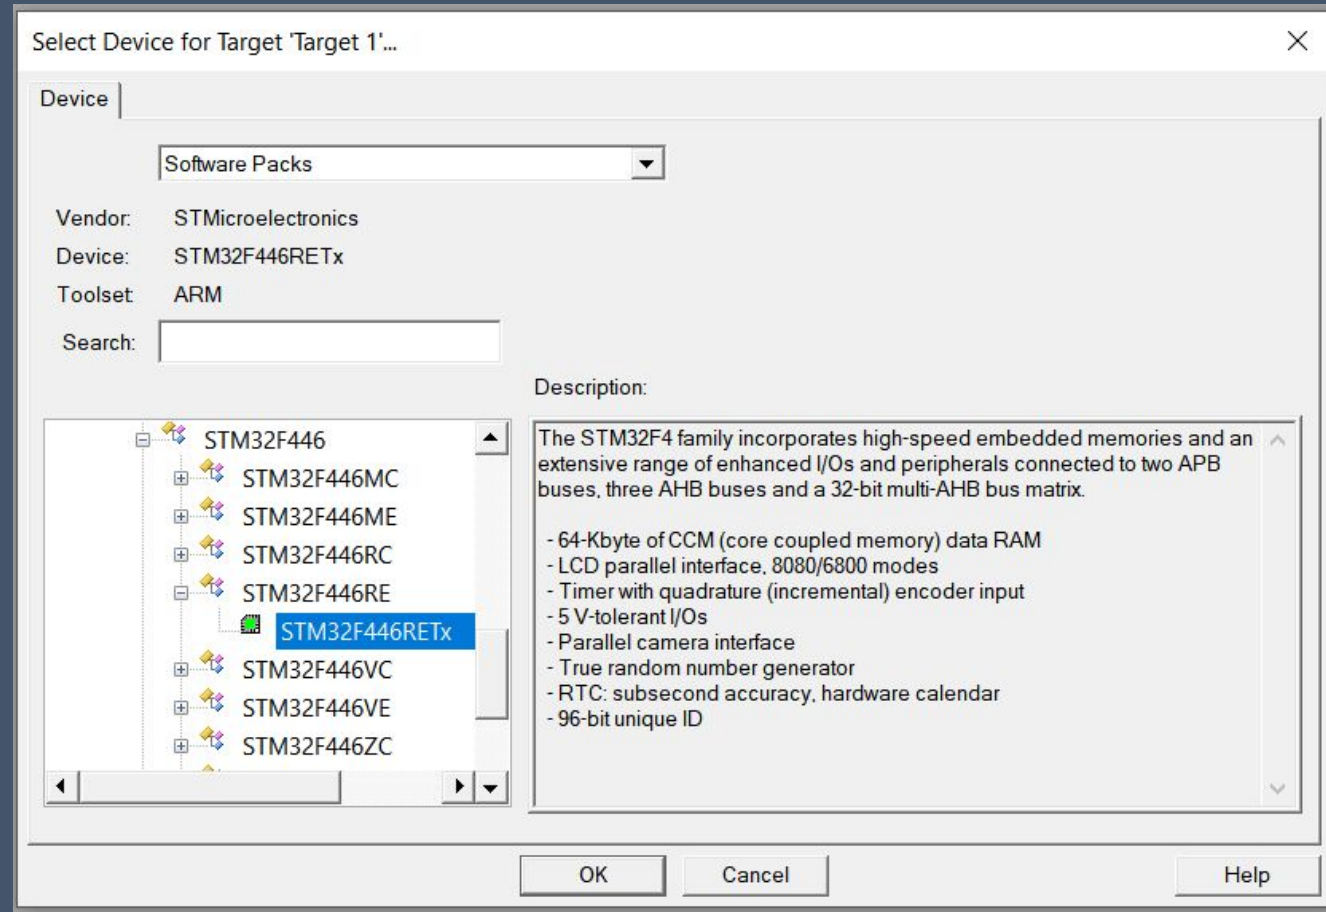 Select Device for Target 'Target 1'...
Device
Software Packs
Vendor: STMicroelectronics
Device: STM32F446RETx
Toolset: ARM
Search:
Description:
STM32F446
STM32F446MC
STM32F446ME
STM32F446RC
STM32F446RE
STM32F446RETx
STM32F446VC
STM32F446VE
STM32F446ZC
The STM32F4 family incorporates high-speed embedded memories and an
extensive range of enhanced I/Os and peripherals connected to two APB
buses, three AHB buses and a 32-bit multi-AHB bus matrix.
- 64-Kbyte of CCM (core coupled memory) data RAM
- LCD parallel interface, 8080/6800 modes
- Timer with quadrature (incremental) encoder input
- 5 V-tolerant I/Os
- Parallel camera interface
- True random number generator
- RTC: subsecond accuracy, hardware calendar
- 96-bit unique ID
OK Cancel Help